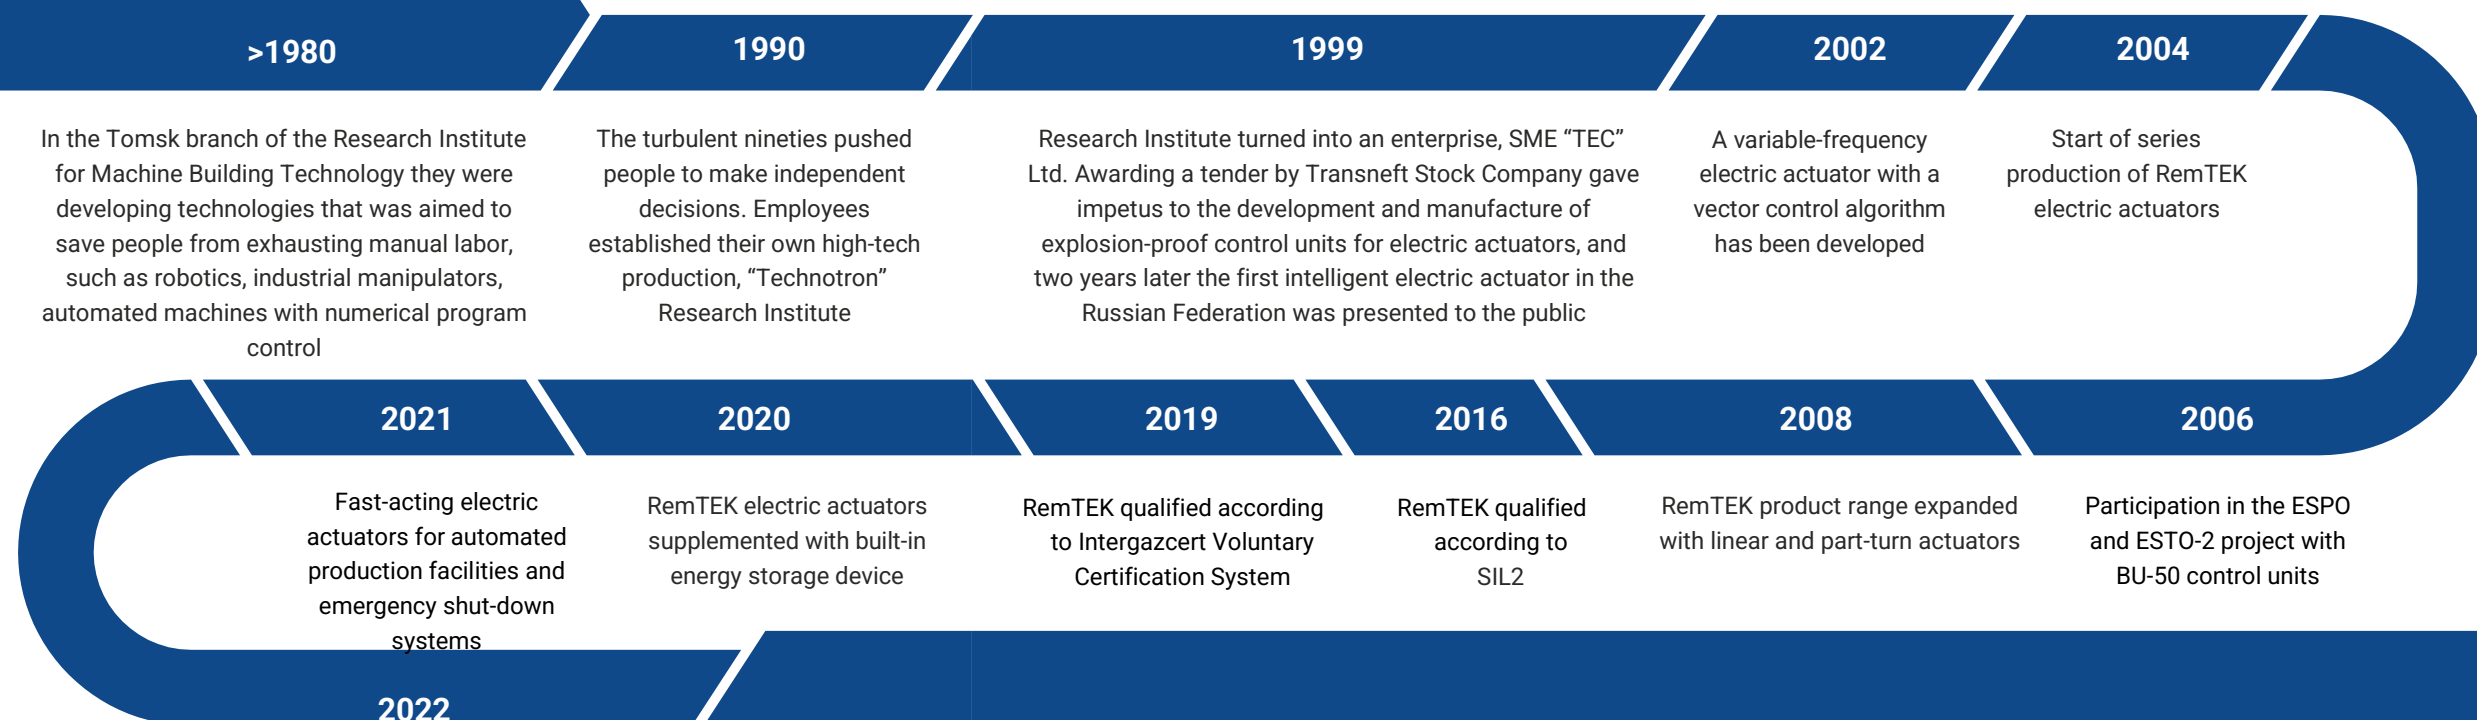 >1980
In the Tomsk branch of the Research Institute
for Machine Building Technology they were
developing technologies that was aimed to
save people from exhausting manual labor,
such as robotics, industrial manipulators,
automated machines with numerical program
control
1990
The turbulent nineties pushed
people to make independent
decisions. Employees
established their own high-tech
production, “Technotron”
Research Institute
1999
Research Institute turned into an enterprise, SME “TEC”
Ltd. Awarding a tender by Transneft Stock Company gave
impetus to the development and manufacture of
explosion-proof control units for electric actuators, and
two years later the first intelligent electric actuator in the
Russian Federation was presented to the public
2002
A variable-frequency
electric actuator with a
vector control algorithm
has been developed
2004
Start of series
production of RemTEK
electric actuators
2021
Fast-acting electric
actuators for automated
production facilities and
emergency shut-down
systems
2020
RemTEK electric actuators
supplemented with built-in
energy storage device
2019
RemTEK qualified according
to Intergazcert Voluntary
Certification System
2016
RemTEK qualified
according to
SIL2
2008
RemTEK product range expanded
with linear and part-turn actuators
2006
Participation in the ESPO
and ESTO-2 project with
BU-50 control units
2022